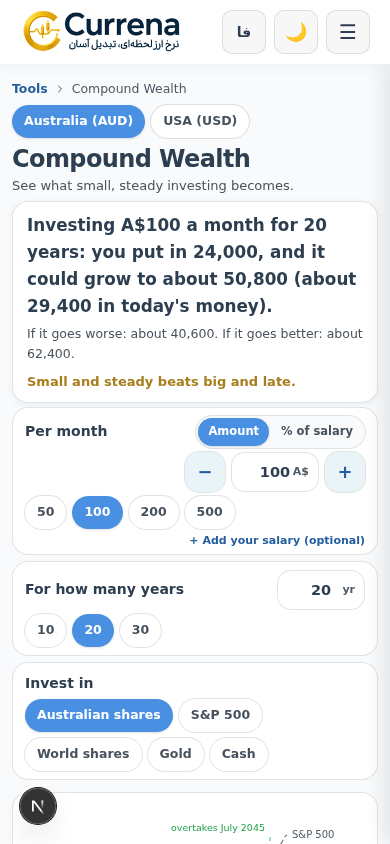 Currena
نرخ ارز لحظه‌ای، تبدیل آسان
فا
Tools > Compound Wealth
Australia (AUD) USA (USD)
Compound Wealth
See what small, steady investing becomes.
Investing A$100 a month for 20
years: you put in 24,000, and it
could grow to about 50,800 (about
29,400 in today's money).
If it goes worse: about 40,600. If it goes better: about
62,400.
Small and steady beats big and late.
Per month Amount % of salary
− 100 A$ +
50 100 200 500
+ Add your salary (optional)
For how many years 20 yr
10 20 30
Invest in
Australian shares S&P 500
World shares Gold Cash
N
overtakes July 2045
S&P 500